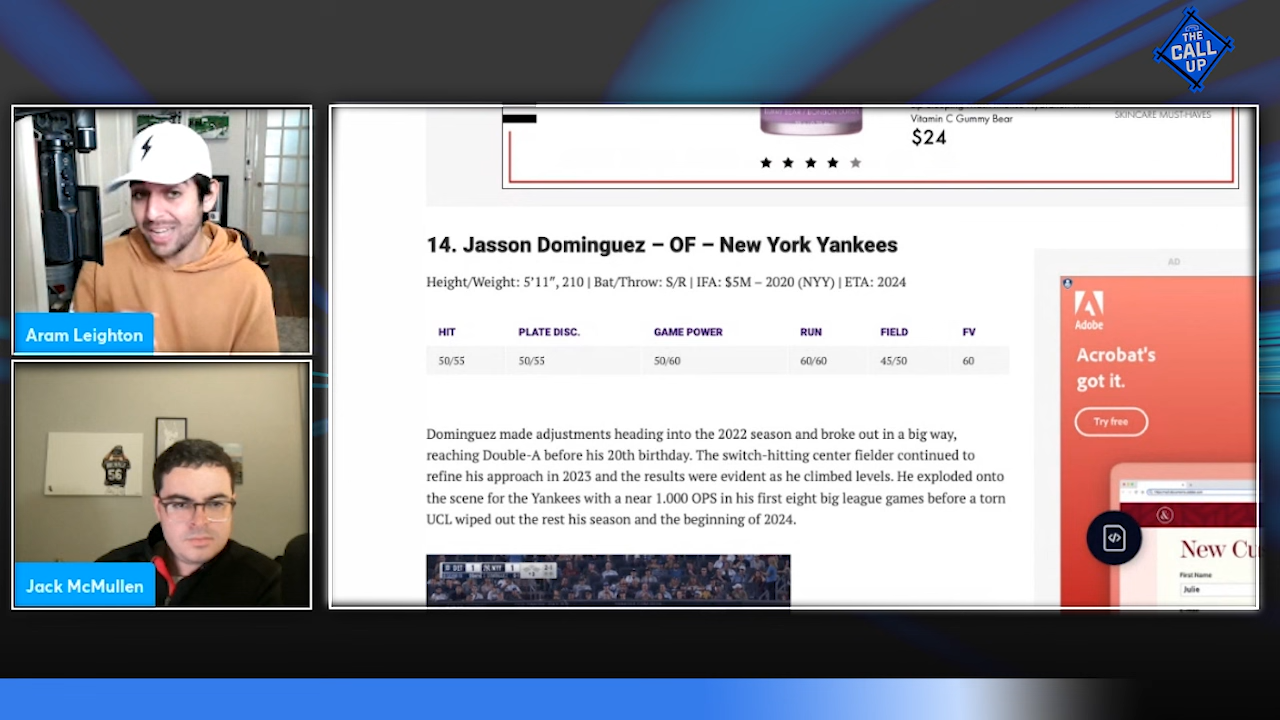 THE
CALL
UP
Vitamin C Gummy Bear
SKINCARE MUST-HAVES
$24
14. Jasson Dominguez – OF – New York Yankees
Height/Weight: 5'11", 210 | Bat/Throw: S/R | IFA: $5M – 2020 (NYY) | ETA: 2024
HIT PLATE DISC. GAME POWER RUN FIELD FV
50/55 50/55 50/60 60/60 45/50 60
Dominguez made adjustments heading into the 2022 season and broke out in a big way,
reaching Double-A before his 20th birthday. The switch-hitting center fielder continued to
refine his approach in 2023 and the results were evident as he climbed levels. He exploded onto
the scene for the Yankees with a near 1.000 OPS in his first eight big league games before a torn
UCL wiped out the rest his season and the beginning of 2024.
AD
Adobe
Acrobat's
got it.
Try free
&
New Cu
First Name
Julie
Aram Leighton
56
Jack McMullen